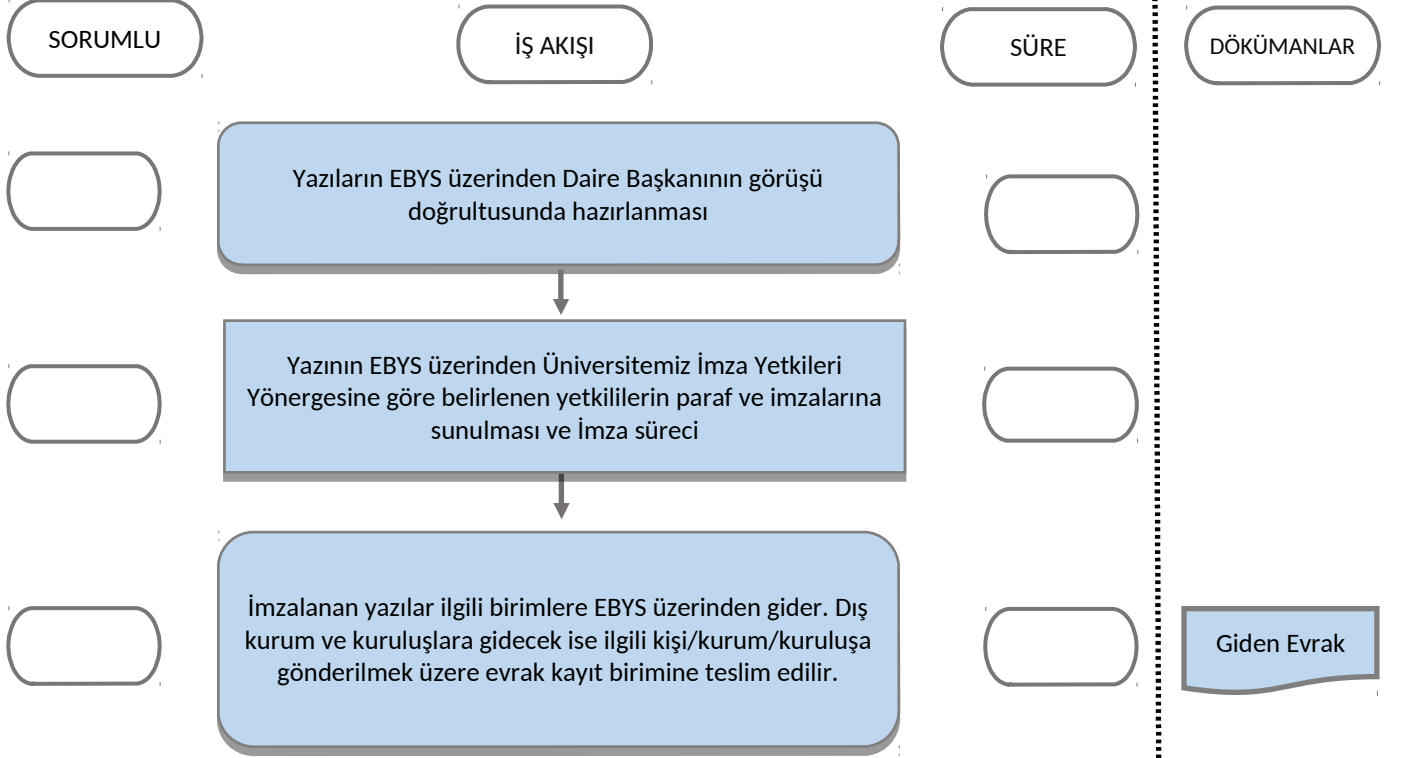 SORUMLU
İŞ AKIŞI
SÜRE
DÖKÜMANLAR
Yazıların EBYS üzerinden Daire Başkanının görüşü
doğrultusunda hazırlanması
Yazının EBYS üzerinden Üniversitemiz İmza Yetkileri
Yönergesine göre belirlenen yetkililerin paraf ve imzalarına
sunulması ve İmza süreci
İmzalanan yazılar ilgili birimlere EBYS üzerinden gider. Dış
kurum ve kuruluşlara gidecek ise ilgili kişi/kurum/kuruluşa
gönderilmek üzere evrak kayıt birimine teslim edilir.
Giden Evrak